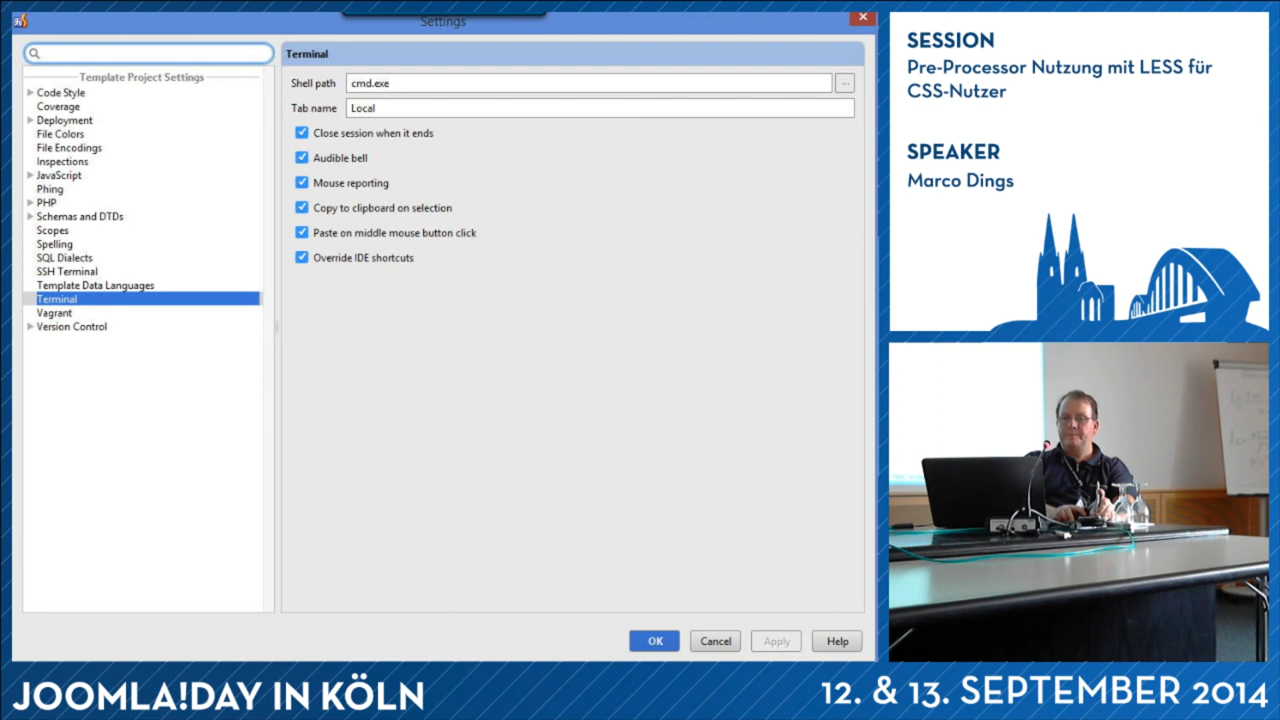 Settings
Template Project Settings
Code Style
Coverage
Deployment
File Colors
File Encodings
Inspections
JavaScript
Phing
PHP
Schemas and DTDs
Scopes
Spelling
SQL Dialects
SSH Terminal
Template Data Languages
Terminal
Vagrant
Version Control
Terminal
Shell path cmd.exe ...
Tab name Local
Close session when it ends
Audible bell
Mouse reporting
Copy to clipboard on selection
Paste on middle mouse button click
Override IDE shortcuts
OK Cancel Apply Help
SESSION
Pre-Processor Nutzung mit LESS für
CSS-Nutzer
SPEAKER
Marco Dings
JOOMLA!DAY IN KÖLN
12. & 13. SEPTEMBER 2014